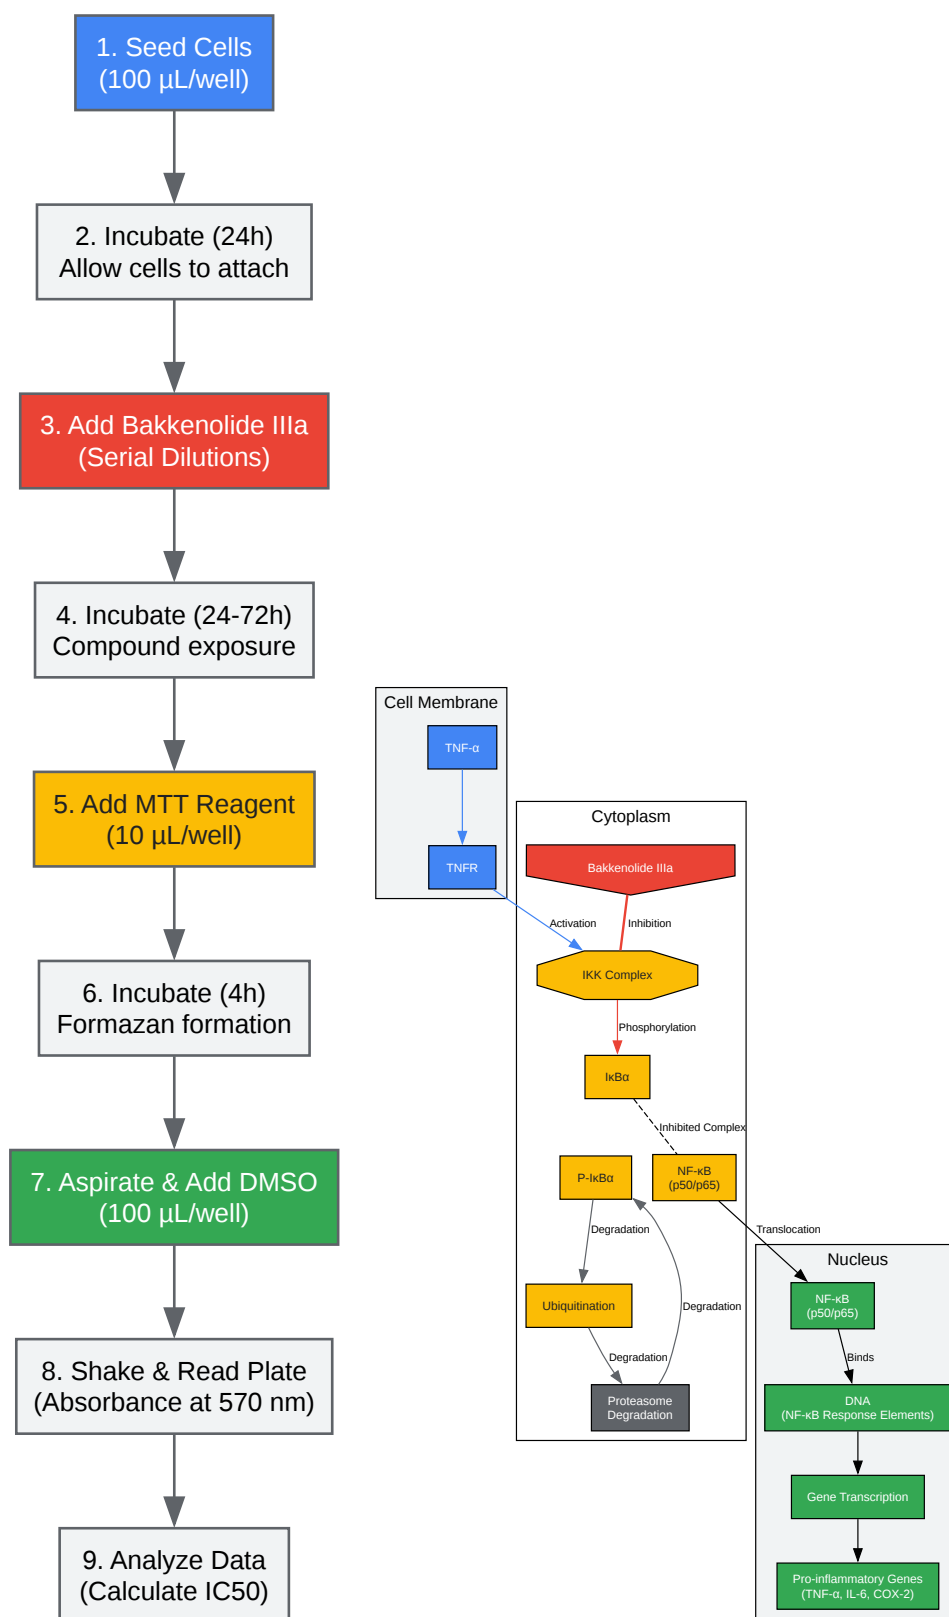 1. Seed Cells
(100 µL/well)
2. Incubate (24h)
Allow cells to attach
3. Add Bakkenolide IIIa
(Serial Dilutions)
4. Incubate (24-72h)
Compound exposure
5. Add MTT Reagent
(10 µL/well)
6. Incubate (4h)
Formazan formation
7. Aspirate & Add DMSO
(100 µL/well)
8. Shake & Read Plate
(Absorbance at 570 nm)
9. Analyze Data
(Calculate IC50)
Cell Membrane
TNF-α
TNFR
Cytoplasm
Bakkenolide IIIa
Activation
Inhibition
IKK Complex
Phosphorylation
IκBα
Inhibited Complex
P-IκBα
NF-κB
(p50/p65)
Degradation
Translocation
Ubiquitination
Degradation
Degradation
Proteasome
Degradation
Nucleus
NF-κB
(p50/p65)
Binds
DNA
(NF-κB Response Elements)
Gene Transcription
Pro-inflammatory Genes
(TNF-α, IL-6, COX-2)